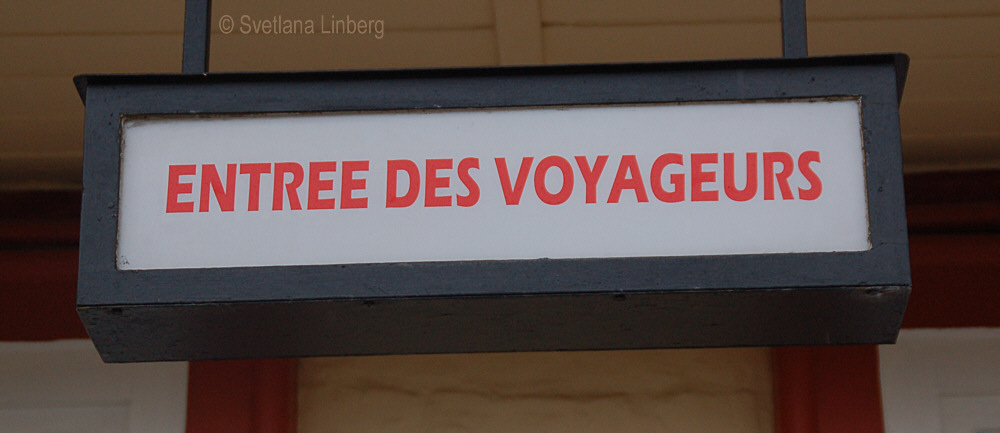 © Svetlana Linberg
ENTREE DES VOYAGEURS